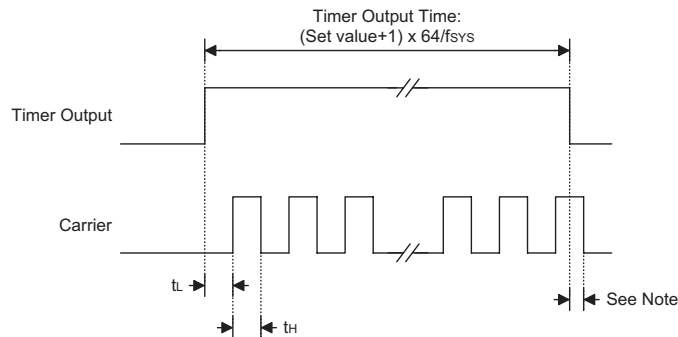 Timer Output Time:
(Set value+1) x 64/fSYS
Timer Output
Carrier
tL
See Note
tH